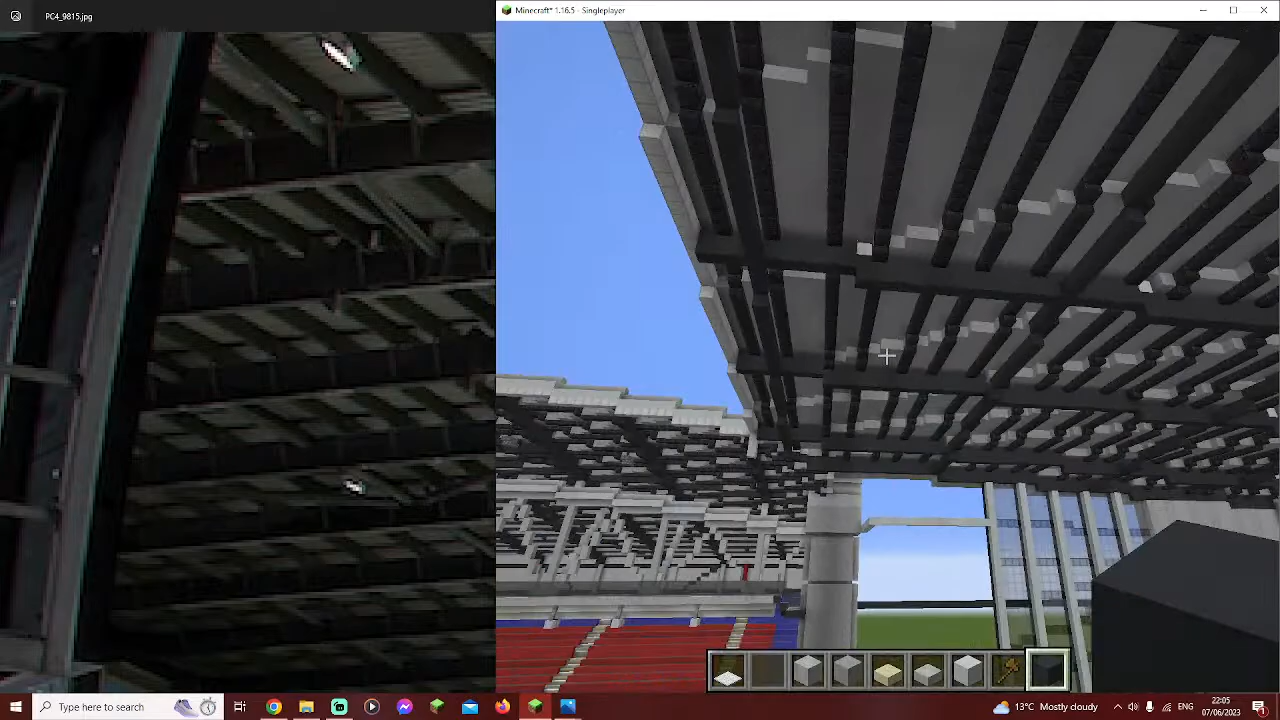 PC4_9815.jpg
Minecraft* 1.16.5 - Singleplayer
Type here to search
13°C Mostly cloudy
ENG
22:05
07/06/2023
1